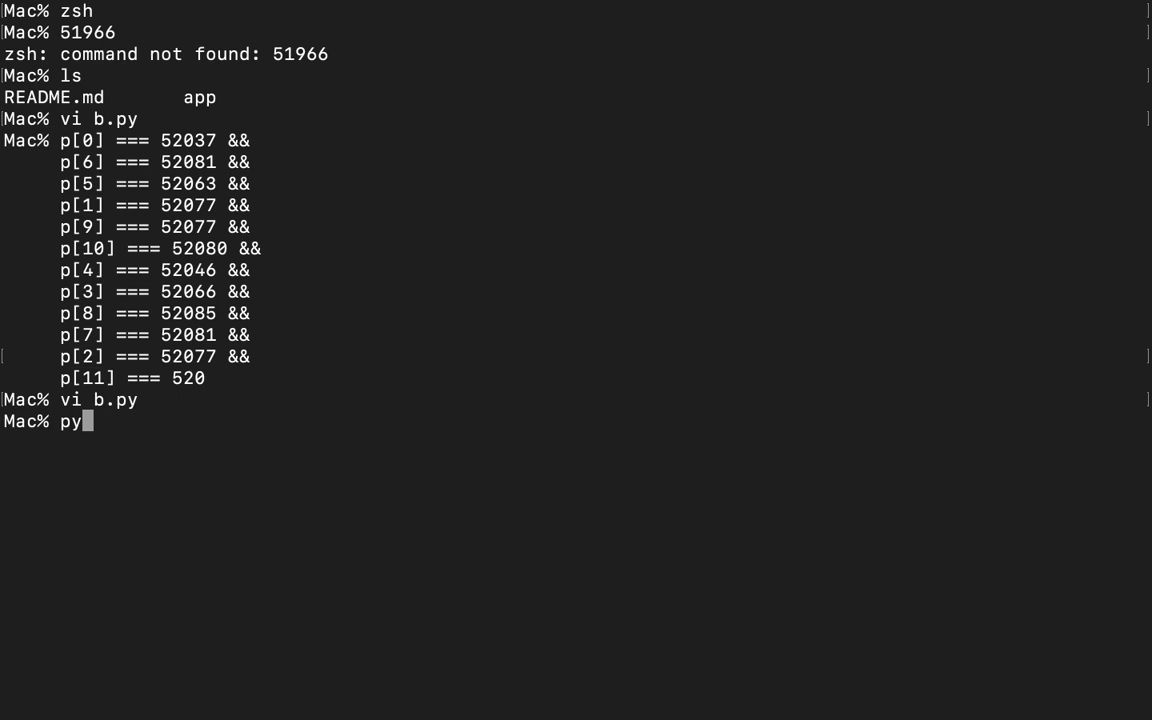 Mac% zsh
Mac% 51966
zsh: command not found: 51966
Mac% ls
README.md       app
Mac% vi b.py
Mac% p[0] === 52037 &&
     p[6] === 52081 &&
     p[5] === 52063 &&
     p[1] === 52077 &&
     p[9] === 52077 &&
     p[10] === 52080 &&
     p[4] === 52046 &&
     p[3] === 52066 &&
     p[8] === 52085 &&
     p[7] === 52081 &&
     p[2] === 52077 &&
     p[11] === 520
Mac% vi b.py
Mac% py